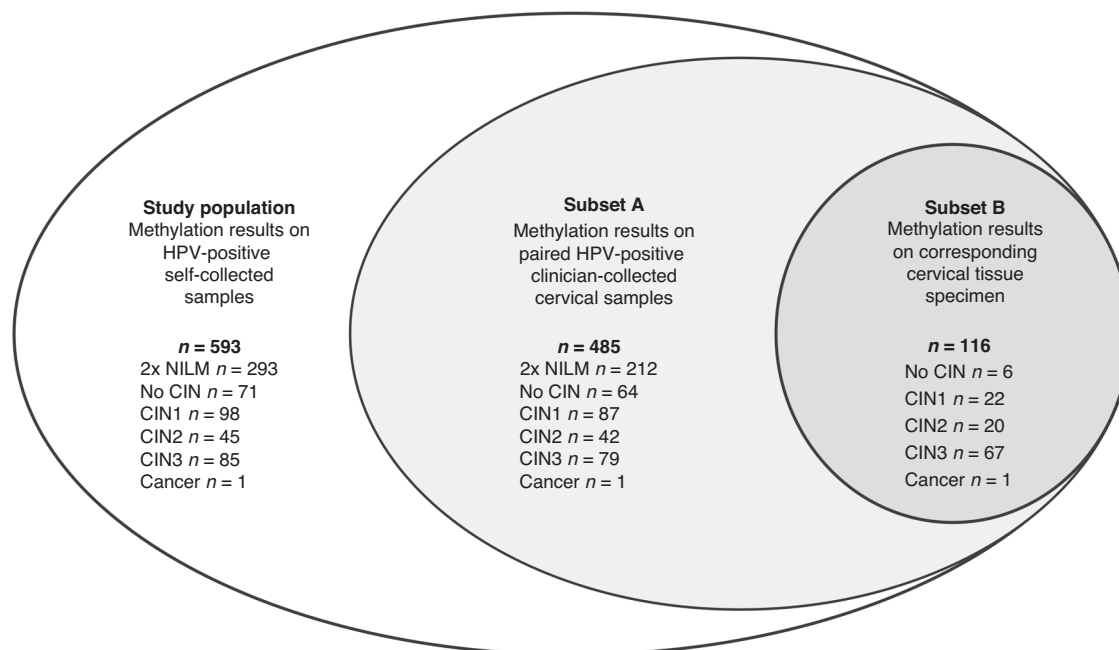 Study population
Methylation results on
HPV-positive
self-collected
samples
n = 593
2x NILM n = 293
No CIN n = 71
CIN1 n = 98
CIN2 n = 45
CIN3 n = 85
Cancer n = 1
Subset A
Methylation results on
paired HPV-positive
clinician-collected
cervical samples
n = 485
2x NILM n = 212
No CIN n = 64
CIN1 n = 87
CIN2 n = 42
CIN3 n = 79
Cancer n = 1
Subset B
Methylation results
on corresponding
cervical tissue
specimen
n = 116
No CIN n = 6
CIN1 n = 22
CIN2 n = 20
CIN3 n = 67
Cancer n = 1